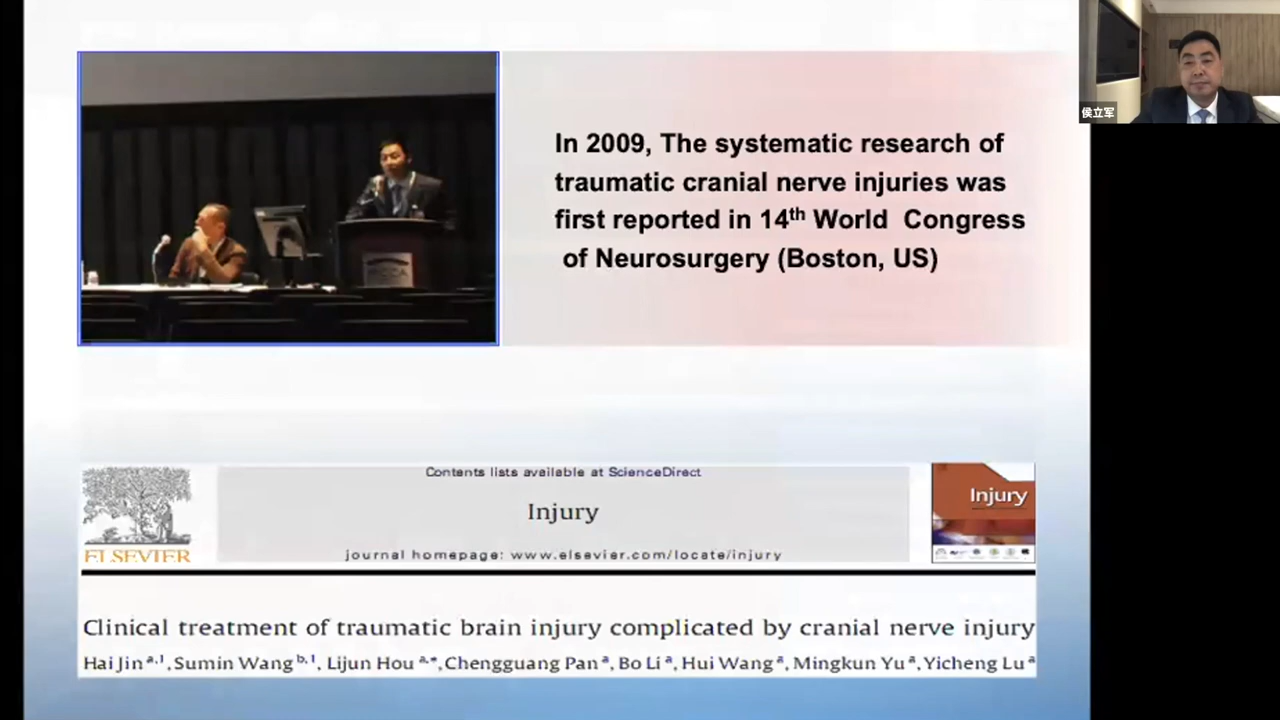 侯立军
In 2009, The systematic research of
traumatic cranial nerve injuries was
first reported in 14th World Congress
of Neurosurgery (Boston, US)
Contents lists available at ScienceDirect
Injury
journal homepage: www.elsevier.com/locate/injury
ELSEVIER
Injury
Clinical treatment of traumatic brain injury complicated by cranial nerve injury
Hai Jin a,1, Sumin Wang b,1, Lijun Hou a,*, Chengguang Pan a, Bo Li a, Hui Wang a, Mingkun Yu a, Yicheng Lu a